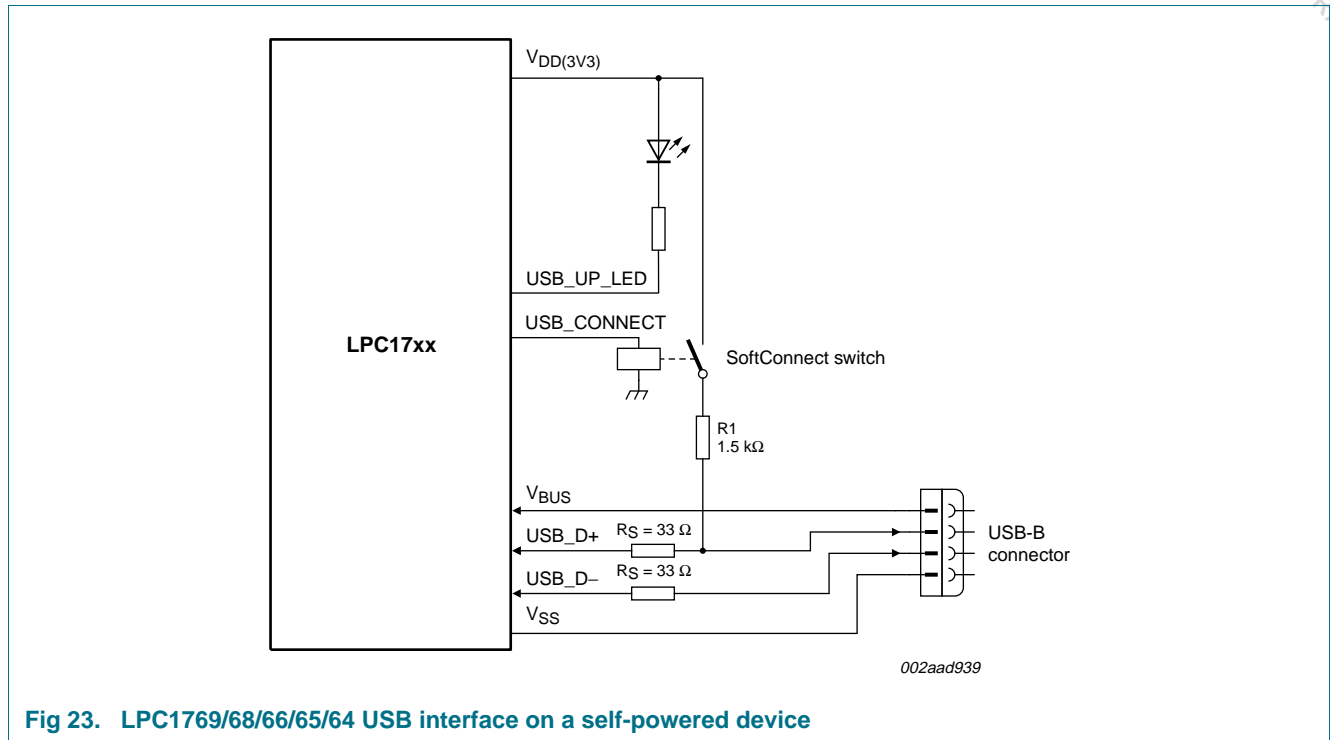 VDD(3V3)
USB_UP_LED
USB_CONNECT
LPC17xx
SoftConnect switch
R1
1.5 kΩ
VBUS
USB_D+
RS = 33 Ω
USB_D−
RS = 33 Ω
VSS
USB-B
connector
002aad939
Fig 23. LPC1769/68/66/65/64 USB interface on a self-powered device